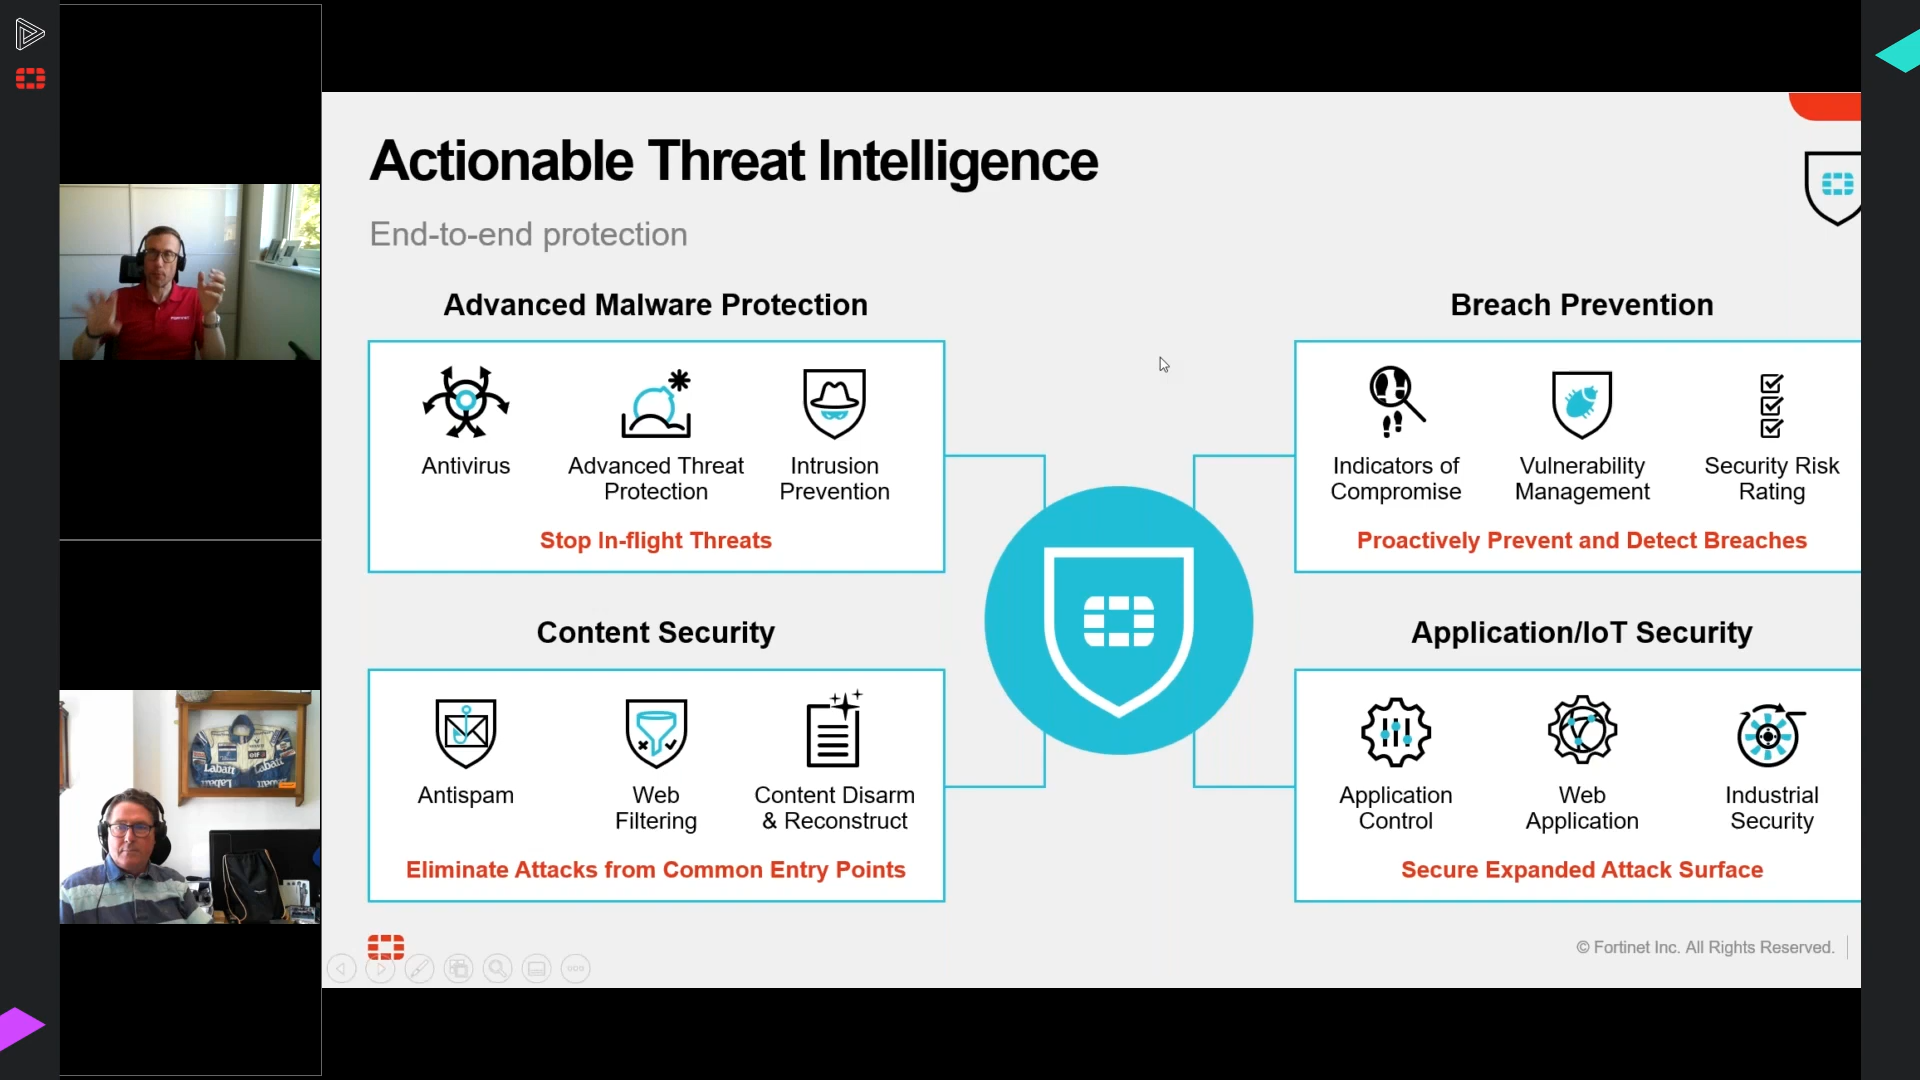 Actionable Threat Intelligence
End-to-end protection
Advanced Malware Protection
Antivirus
Advanced Threat
Protection
Intrusion
Prevention
Stop In-flight Threats
Breach Prevention
Indicators of
Compromise
Vulnerability
Management
Security Risk
Rating
Proactively Prevent and Detect Breaches
Content Security
Antispam
Web
Filtering
Content Disarm
& Reconstruct
Eliminate Attacks from Common Entry Points
Application/IoT Security
Application
Control
Web
Application
Industrial
Security
Secure Expanded Attack Surface
© Fortinet Inc. All Rights Reserved.
Labatt
Labatt